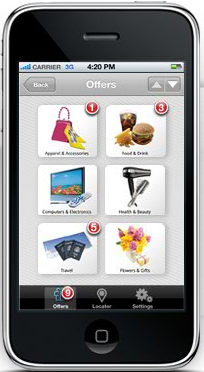 CARRIER 3G 4:20 PM
Back Offers
1 3
Apparel & Accessories Food & Drink
Computers & Electronics Health & Beauty
5
Travel Flowers & Gifts
9
Offers Locator Settings